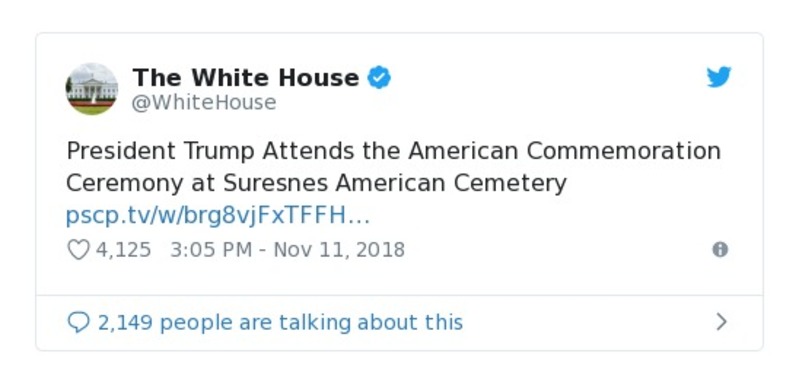 The White House
@WhiteHouse
President Trump Attends the American Commemoration
Ceremony at Suresnes American Cemetery
pscp.tv/w/brg8vjFxTFFH…
4,125 3:05 PM - Nov 11, 2018
2,149 people are talking about this